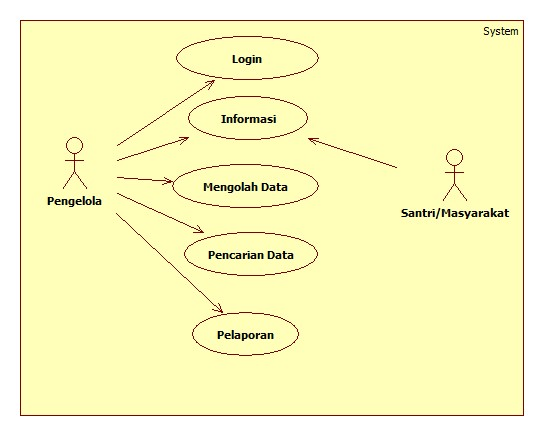 System
Login
Informasi
Mengolah Data
Pengelola
Santri/Masyarakat
Pencarian Data
Pelaporan